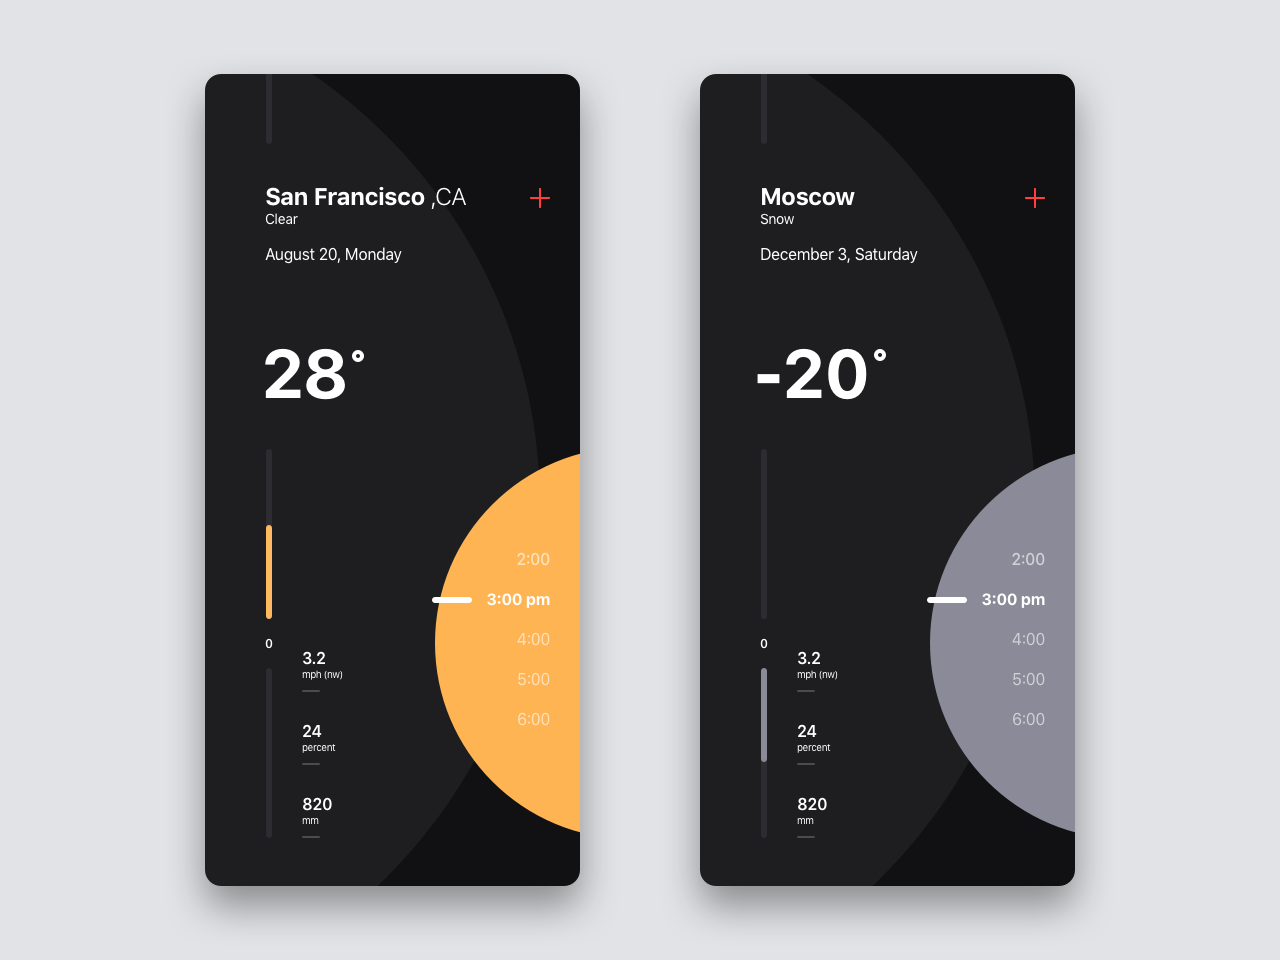 San Francisco ,CA
Clear
August 20, Monday
28°
2:00
3:00 pm
4:00
5:00
6:00
0
3.2
mph (nw)
24
percent
820
mm
Moscow
Snow
December 3, Saturday
-20°
2:00
3:00 pm
4:00
5:00
6:00
0
3.2
mph (nw)
24
percent
820
mm